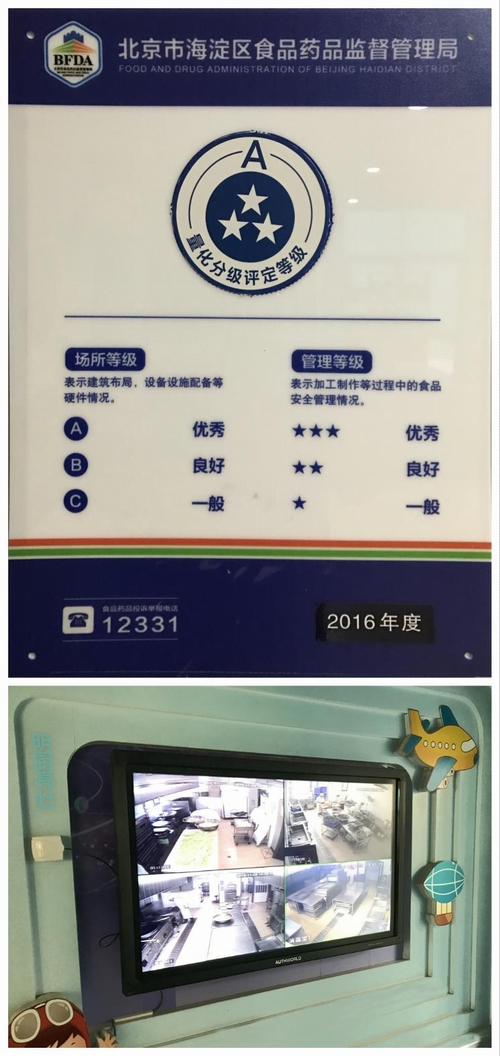 BFDA
北京市海淀区食品药品监督管理局
FOOD AND DRUG ADMINISTRATION OF BEIJING HAIDIAN DISTRICT
A
量化分级评定等级
场所等级
表示建筑布局，设备设施配备等
硬件情况。
A 优秀
B 良好
C 一般
管理等级
表示加工制作等过程中的食品
安全管理情况。
★★★ 优秀
★★ 良好
★ 一般
食品药品投诉举报电话
12331
2016年度
AUTHWORLD